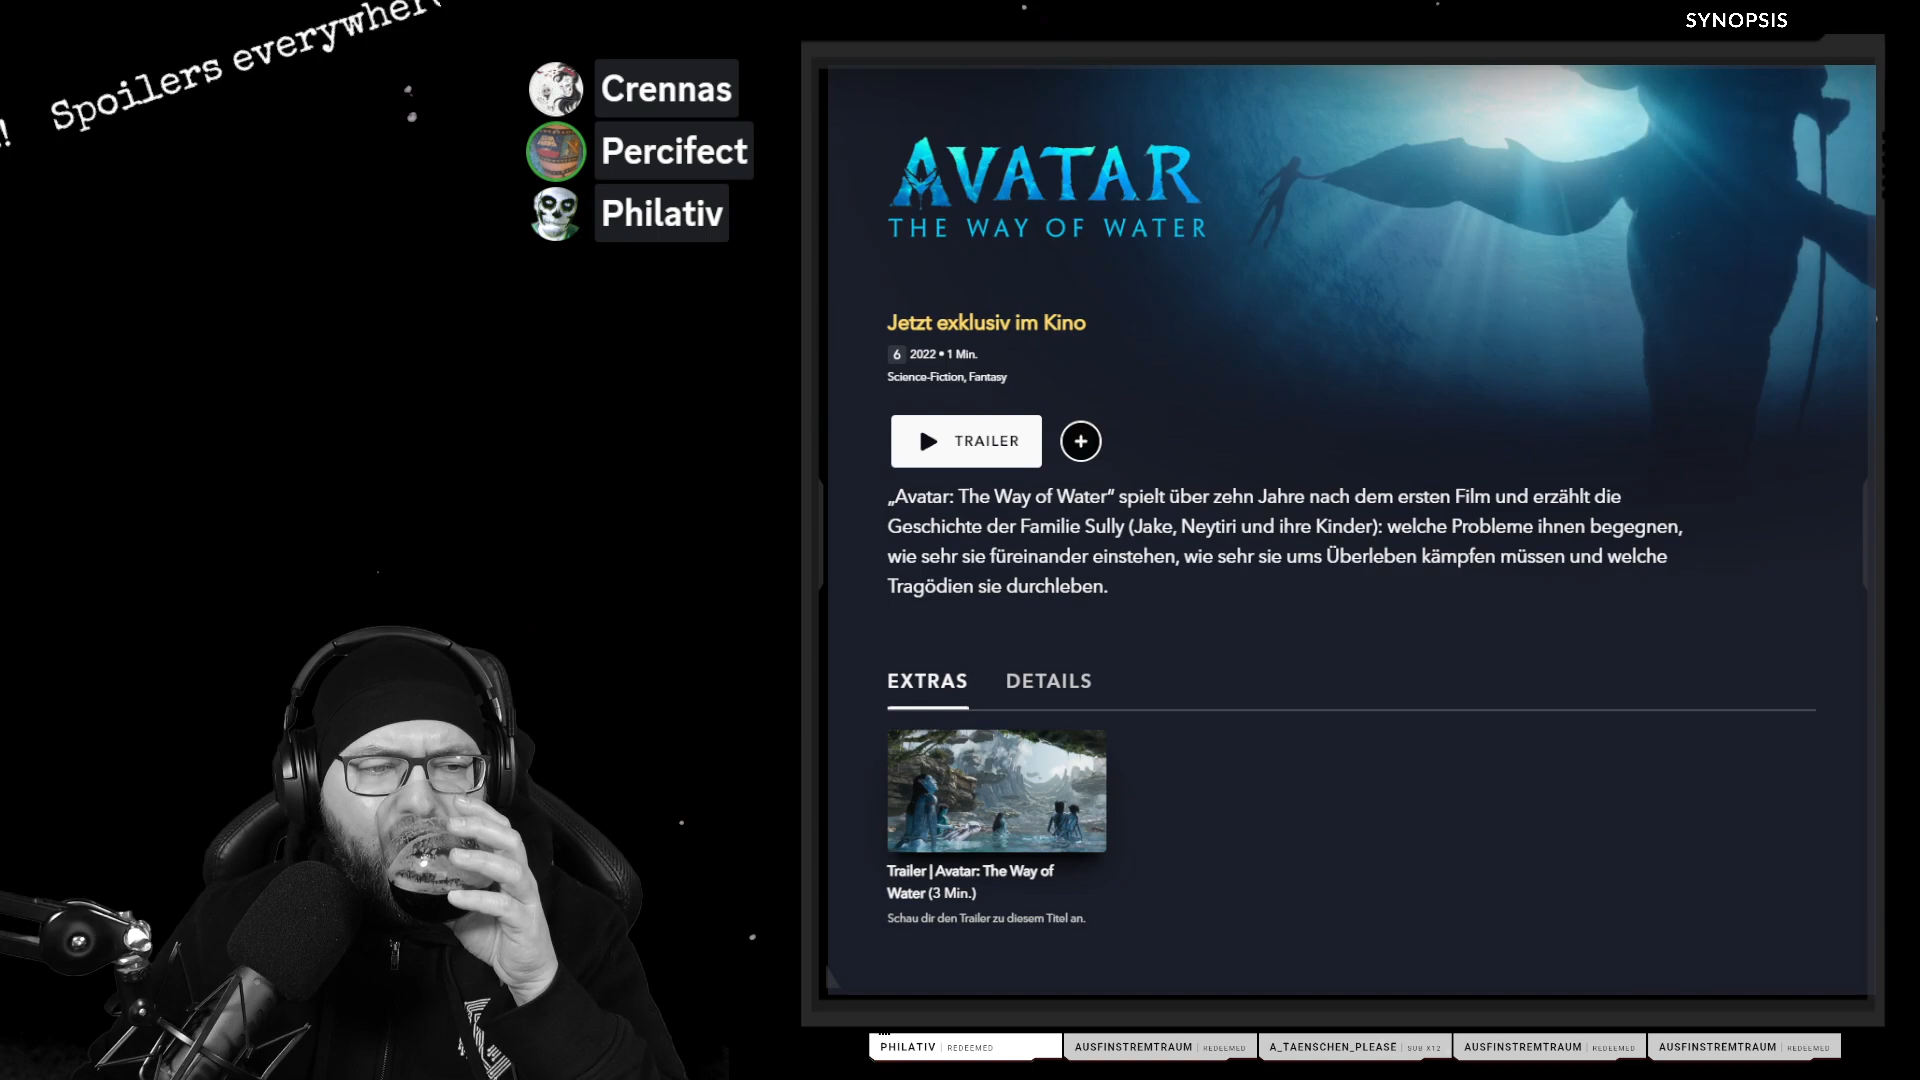 SYNOPSIS
! Spoilers everywher
Crennas
Percifect
Philativ
AVATAR
THE WAY OF WATER
Jetzt exklusiv im Kino
6 2022 • 1 Min.
Science-Fiction, Fantasy
TRAILER
„Avatar: The Way of Water“ spielt über zehn Jahre nach dem ersten Film und erzählt die
Geschichte der Familie Sully (Jake, Neytiri und ihre Kinder): welche Probleme ihnen begegnen,
wie sehr sie füreinander einstehen, wie sehr sie ums Überleben kämpfen müssen und welche
Tragödien sie durchleben.
EXTRAS DETAILS
Trailer | Avatar: The Way of
Water (3 Min.)
Schau dir den Trailer zu diesem Titel an.
PHILATIV | REDEEMED AUSFINSTREMTRAUM | REDEEMED A_TAENSCHEN_PLEASE | SUB X12 AUSFINSTREMTRAUM | REDEEMED AUSFINSTREMTRAUM | REDEEMED